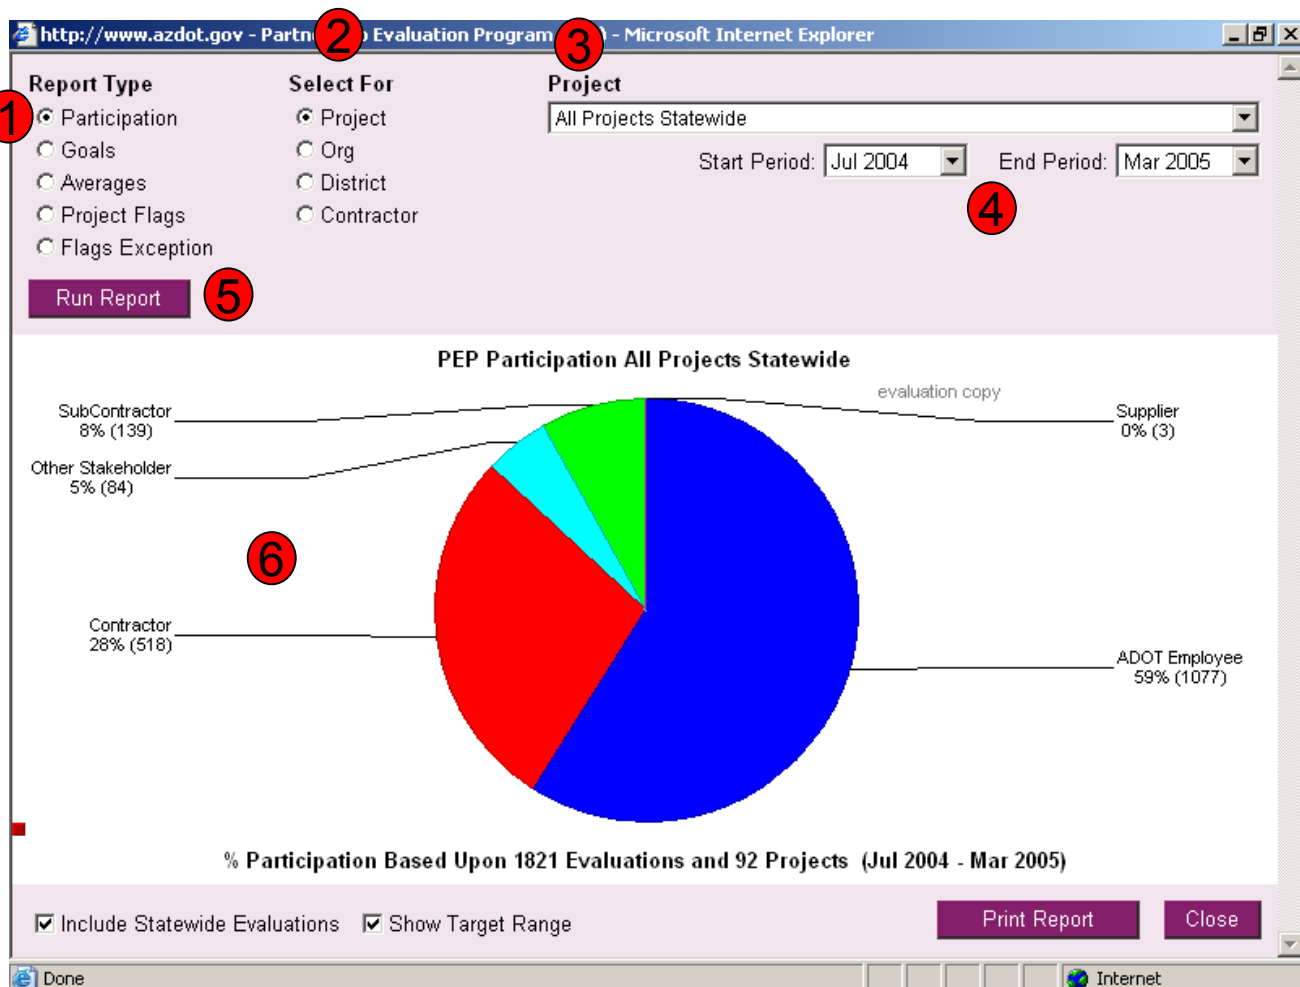 http://www.azdot.gov - Partn
p Evaluation Program
- Microsoft Internet Explorer
2
3
Report Type
Select For
Project
1
Participation
Project
All Projects Statewide
Goals
Org
Start Period: Jul 2004
End Period: Mar 2005
Averages
District
Project Flags
Contractor
4
Flags Exception
Run Report
5
PEP Participation All Projects Statewide
evaluation copy
SubContractor
8% (139)
Supplier
0% (3)
Other Stakeholder
5% (84)
6
Contractor
28% (518)
ADOT Employee
59% (1077)
% Participation Based Upon 1821 Evaluations and 92 Projects (Jul 2004 - Mar 2005)
Include Statewide Evaluations
Show Target Range
Print Report
Close
Done
Internet